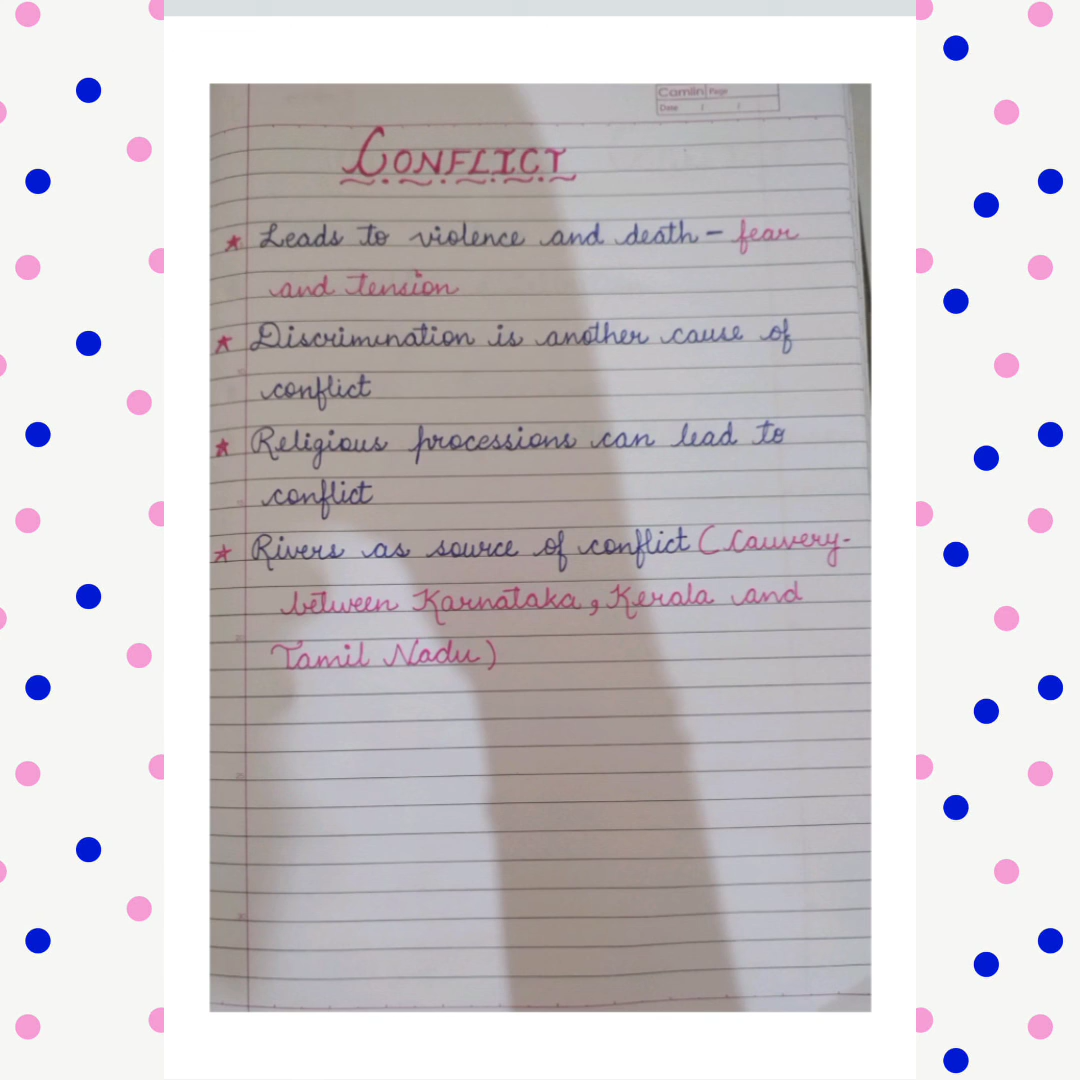 Camlin Page
Date / /
CONFLICT
★ Leads to violence and death - fear
and tension
★ Discrimination is another cause of
conflict
★ Religious processions can lead to
conflict
★ Rivers as source of conflict (Cauvery-
between Karnataka, Kerala and
Tamil Nadu)